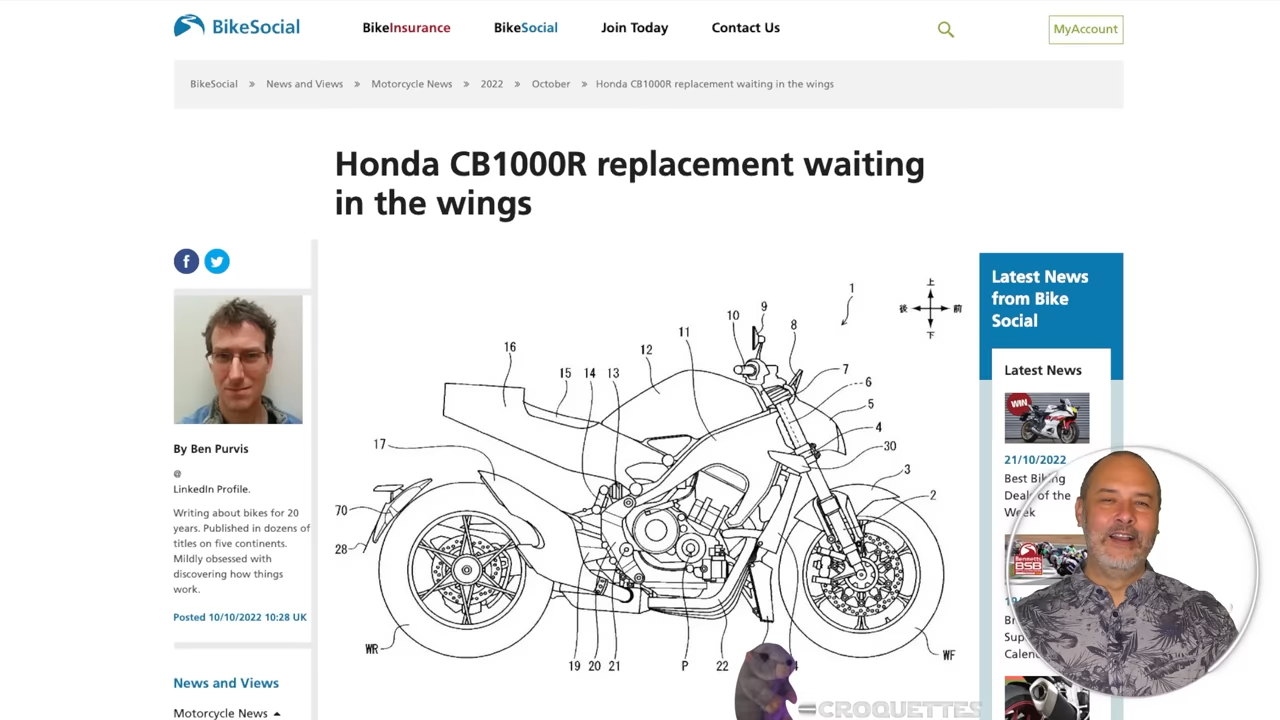 BikeSocial
BikeInsurance
BikeSocial
Join Today
Contact Us
MyAccount
BikeSocial » News and Views » Motorcycle News » 2022 » October » Honda CB1000R replacement waiting in the wings
Honda CB1000R replacement waiting
in the wings
f
By Ben Purvis
@
LinkedIn Profile.
Writing about bikes for 20
years. Published in dozens of
titles on five continents.
Mildly obsessed with
discovering how things
work.
Posted 10/10/2022 10:28 UK
News and Views
Motorcycle News
1
上
後
前
下
9
10
8
11
12
16
7
15
14
13
6
5
4
17
30
3
2
70
28
WR
19
20
21
P
22
WF
CROQUETTES
Latest News
from Bike
Social
Latest News
WIN
21/10/2022
Best Biking
Deals of the
Week
Bennetts
BSB